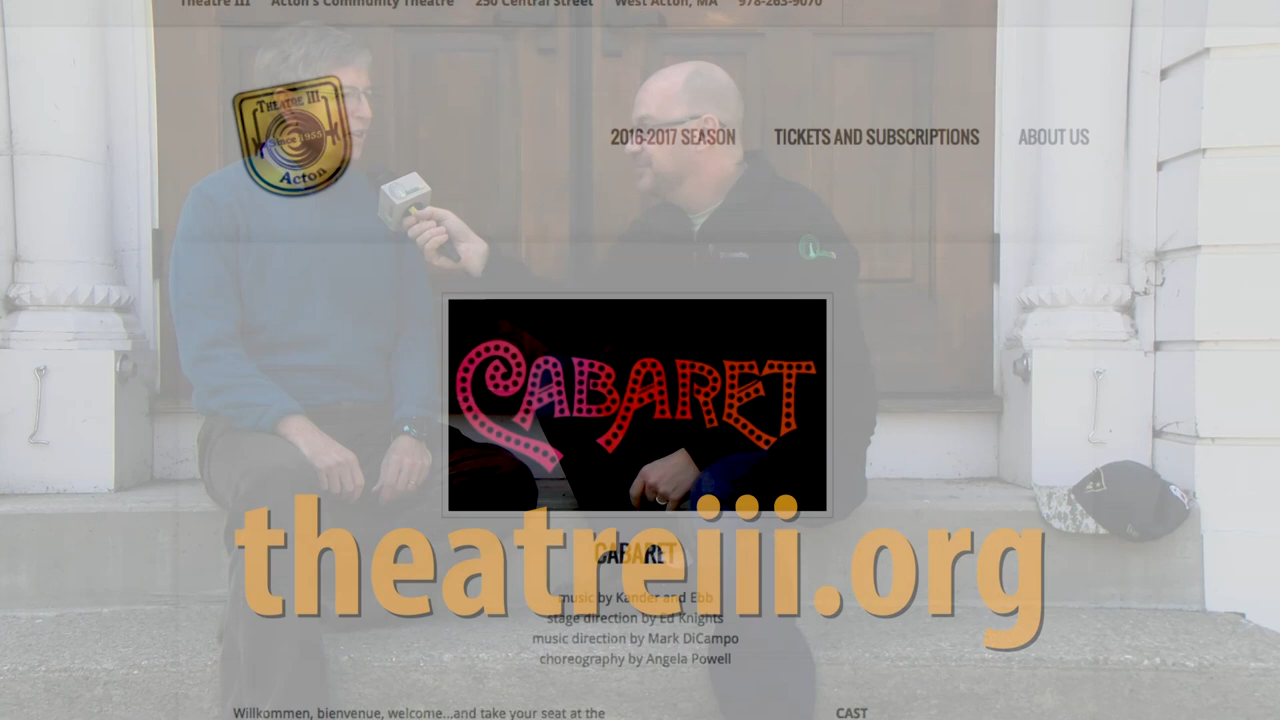 Theatre III Acton's Community Theatre 250 Central Street West Acton, MA 978-263-9070
THEATRE III
Since 1955
Acton
2016-2017 SEASON TICKETS AND SUBSCRIPTIONS ABOUT US
CABARET
theatreiii.org
CABARET
music by Kander and Ebb
stage direction by Ed Knights
music direction by Mark DiCampo
choreography by Angela Powell
Willkommen, bienvenue, welcome...and take your seat at the
CAST